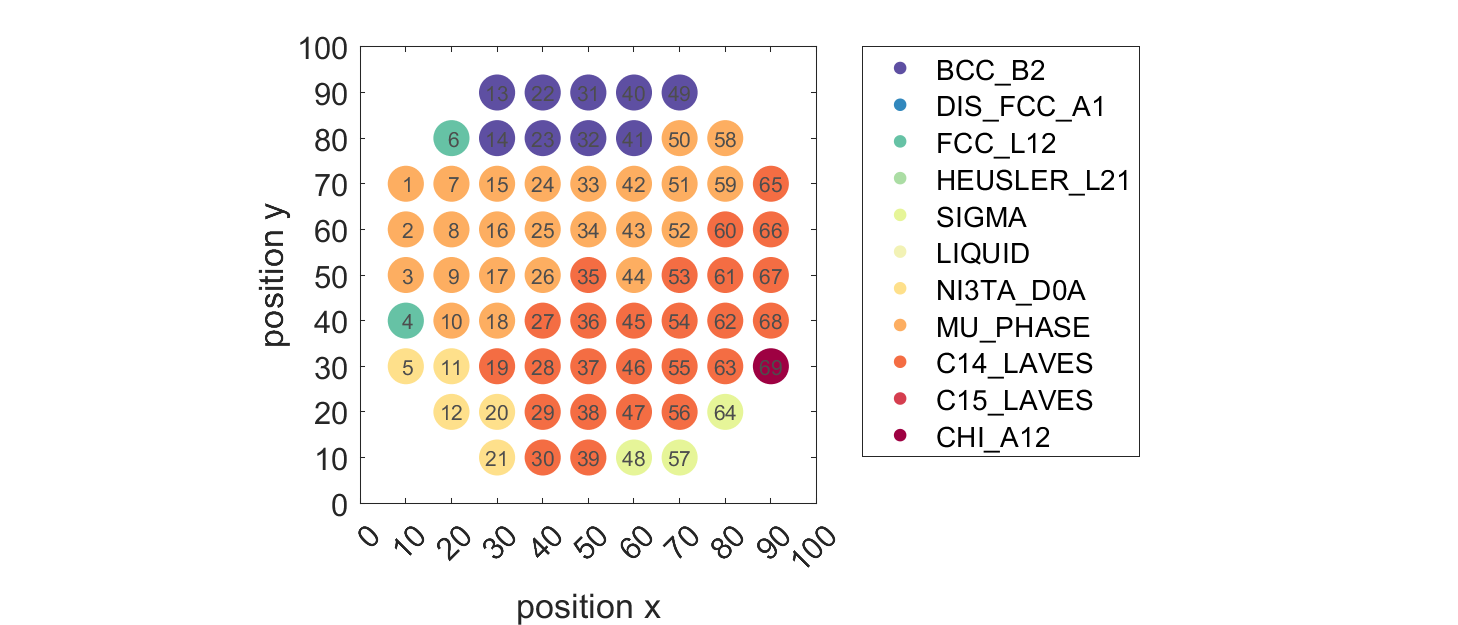 100
90
80
70
60
50
40
30
20
10
0
position y
13 22 31 40 49
6 14 23 32 41 50 58
1 7 15 24 33 42 51 59 65
2 8 16 25 34 43 52 60 66
3 9 17 26 35 44 53 61 67
4 10 18 27 36 45 54 62 68
5 11 19 28 37 46 55 63 69
12 20 29 38 47 56 64
21 30 39 48 57
0 10 20 30 40 50 60 70 80 90 100
position x
BCC_B2
DIS_FCC_A1
FCC_L12
HEUSLER_L21
SIGMA
LIQUID
NI3TA_D0A
MU_PHASE
C14_LAVES
C15_LAVES
CHI_A12